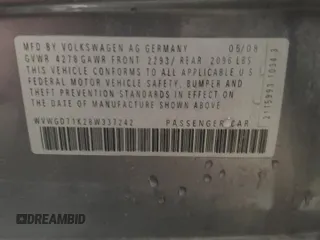 MFD BY VOLKSWAGEN AG GERMANY 05/08
GVWR 4278 GAWR FRONT 2293/ REAR 2096 LBS
THIS VEHICLE CONFORMS TO ALL APPLICABLE U.S.
FEDERAL MOTOR VEHICLE SAFETY, BUMPER, AND
THEFT PREVENTION STANDARDS IN EFFECT ON THE
DATE OF MANUFACTURE SHOWN ABOVE.
WVWGD71K28W337242 PASSENGER CAR
DREAMBID